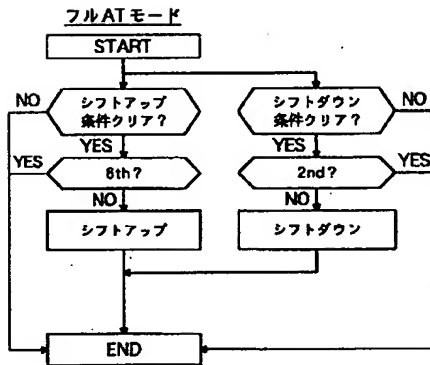 フルATモード
START
シフトアップ
条件クリア？
シフトダウン
条件クリア？
NO
NO
YES
YES
YES
6th？
2nd？
YES
NO
NO
シフトアップ
シフトダウン
END